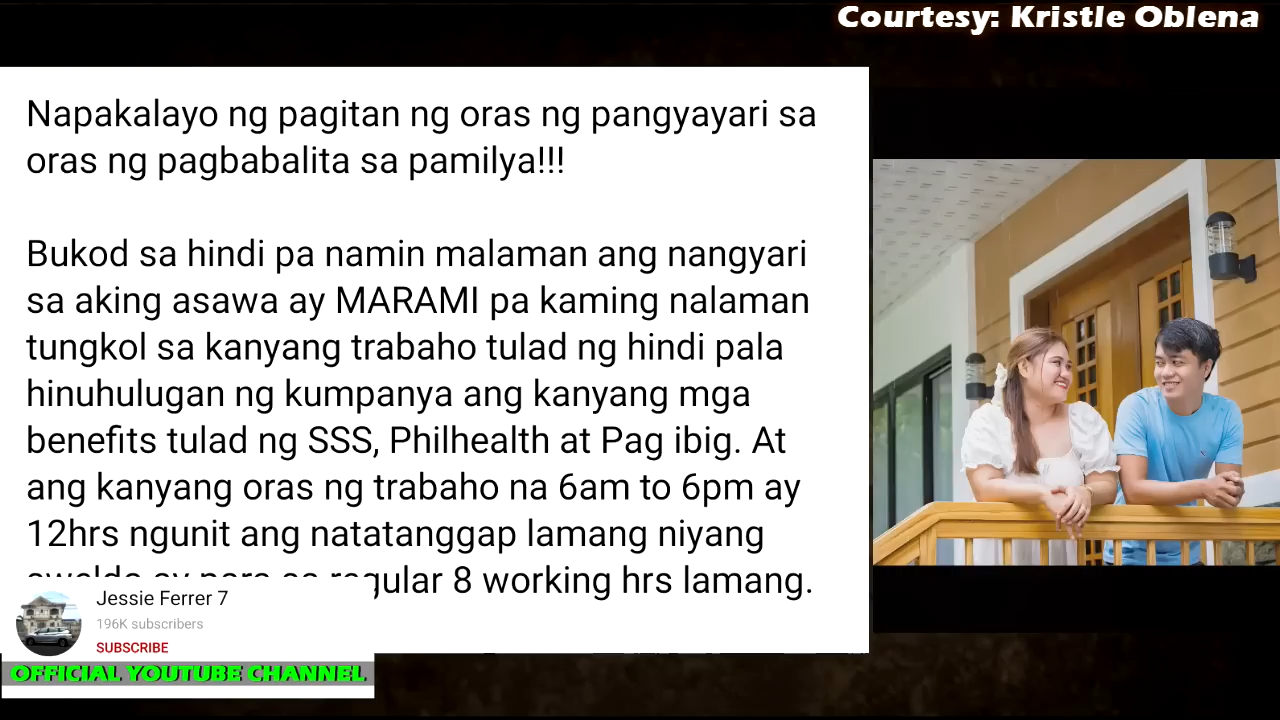 Courtesy: Kristle Oblena
Napakalayo ng pagitan ng oras ng pangyayari sa
oras ng pagbabalita sa pamilya!!!
Bukod sa hindi pa namin malaman ang nangyari
sa aking asawa ay MARAMI pa kaming nalaman
tungkol sa kanyang trabaho tulad ng hindi pala
hinuhulugan ng kumpanya ang kanyang mga
benefits tulad ng SSS, Philhealth at Pag ibig. At
ang kanyang oras ng trabaho na 6am to 6pm ay
12hrs ngunit ang natatanggap lamang niyang
regular 8 working hrs lamang.
Jessie Ferrer 7
196K subscribers
SUBSCRIBE
OFFICIAL YOUTUBE CHANNEL